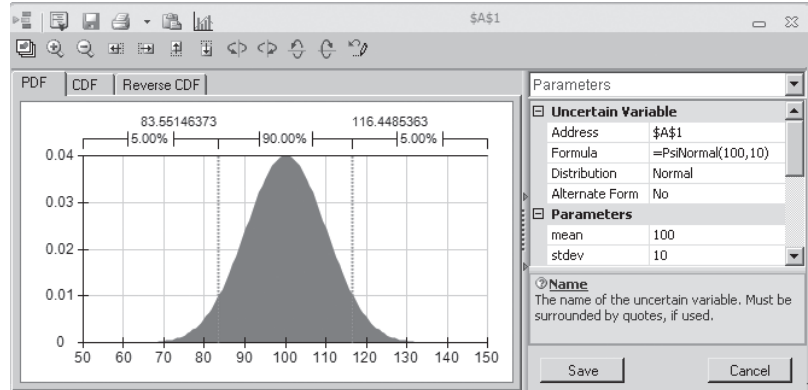 $A$1
PDF CDF Reverse CDF
83.55146373 116.4485363
5.00% 90.00% 5.00%
0.04
0.03
0.02
0.01
0
50 60 70 80 90 100 110 120 130 140 150
Parameters
Uncertain Variable
Address $A$1
Formula =PsiNormal(100,10)
Distribution Normal
Alternate Form No
Parameters
mean 100
stdev 10
Name
The name of the uncertain variable. Must be
surrounded by quotes, if used.
Save Cancel